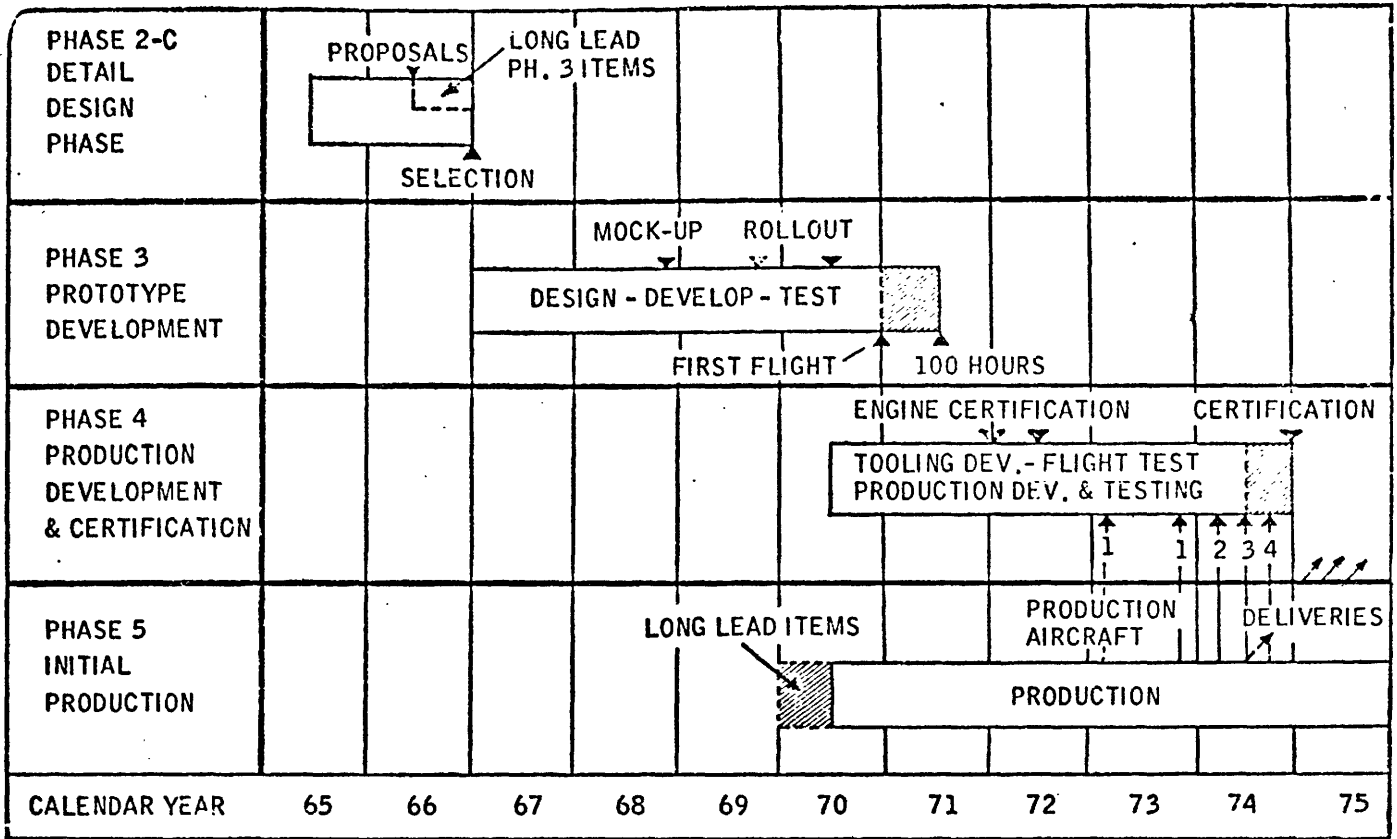 PHASE 2-C
DETAIL
DESIGN
PHASE
PROPOSALS
LONG LEAD
PH. 3 ITEMS
SELECTION
PHASE 3
PROTOTYPE
DEVELOPMENT
MOCK-UP ROLLOUT
DESIGN - DEVELOP - TEST
FIRST FLIGHT
100 HOURS
PHASE 4
PRODUCTION
DEVELOPMENT
& CERTIFICATION
ENGINE CERTIFICATION
CERTIFICATION
TOOLING DEV. - FLIGHT TEST
PRODUCTION DEV. & TESTING
1 1 2 3 4
PHASE 5
INITIAL
PRODUCTION
LONG LEAD ITEMS
PRODUCTION
AIRCRAFT
DELIVERIES
PRODUCTION
CALENDAR YEAR 65 66 67 68 69 70 71 72 73 74 75